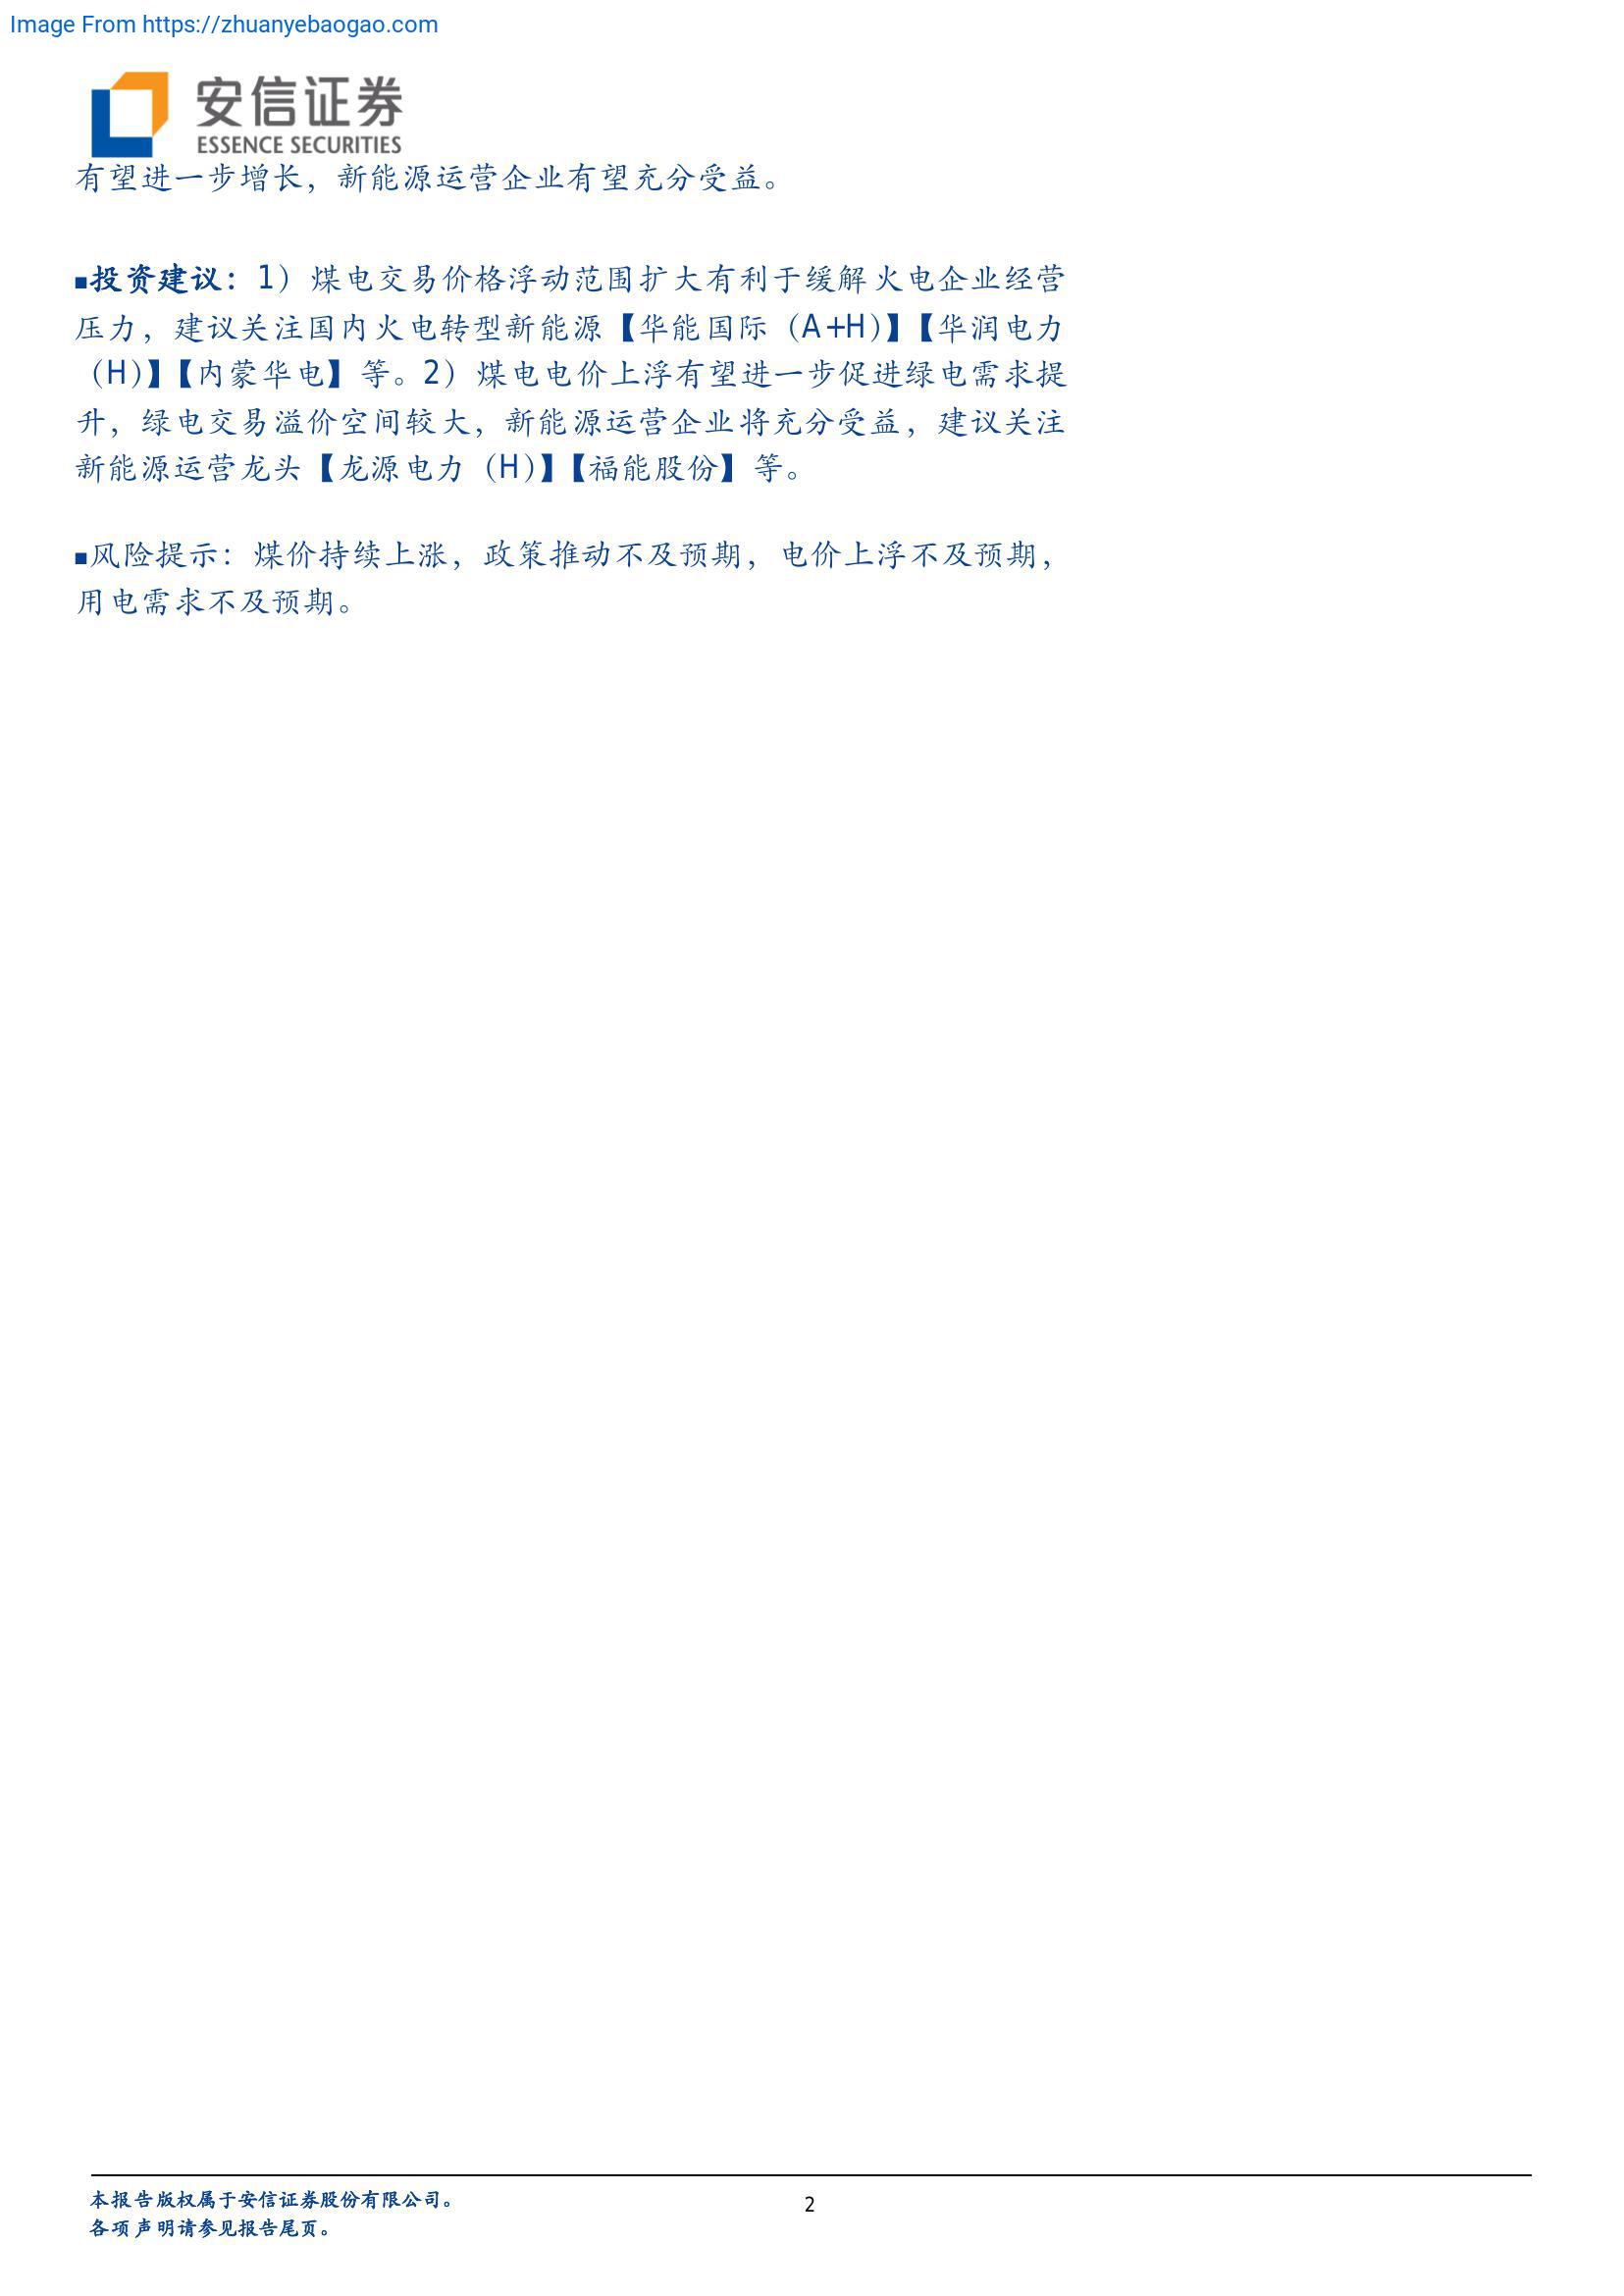 Image From https://zhuanyebaogao.com
安信证券
ESSENCE SECURITIES
有望进一步增长，新能源运营企业有望充分受益。
■投资建议：1）煤电交易价格浮动范围扩大有利于缓解火电企业经营
压力，建议关注国内火电转型新能源【华能国际（A+H）】【华润电力
（H）】【内蒙华电】等。2）煤电电价上浮有望进一步促进绿电需求提
升，绿电交易溢价空间较大，新能源运营企业将充分受益，建议关注
新能源运营龙头【龙源电力（H）】【福能股份】等。
■风险提示：煤价持续上涨，政策推动不及预期，电价上浮不及预期，
用电需求不及预期。
本报告版权属于安信证券股份有限公司。
2
各项声明请参见报告尾页。